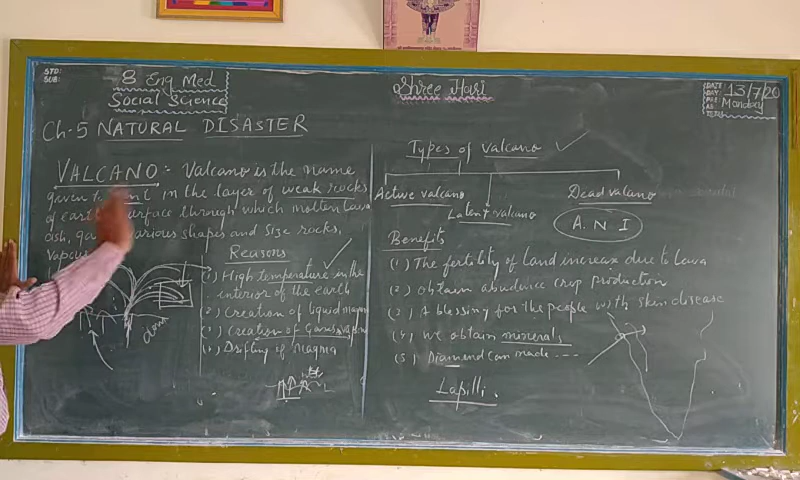 STD:
SUB:
8 Eng Med
Social Science
Shree Hari
DATE:
DAY:
13/7/20
Monday
Ch-5 NATURAL DISASTER
VALCANO:- Valcano is the name
given to in the layer of weak rocks
of surface through which molten Lava
ash, various shapes and size rocks,
Reasons
(1) High temperature in the
interior of the earth
(2) Creation of liquid magma
(3) Creation of Gases, vapour
(4) Drifting of magma
Types of valcano
Active valcano
Latent valcano
Dead valcano
A. N. I
Benefits
(1) The fertility of land increase due to Lava
(2) obtain abundence crop production
(3) A blessing for the people with skin disease
(4) we obtain minerals
(5) Diamond can made ---
Lapilli.